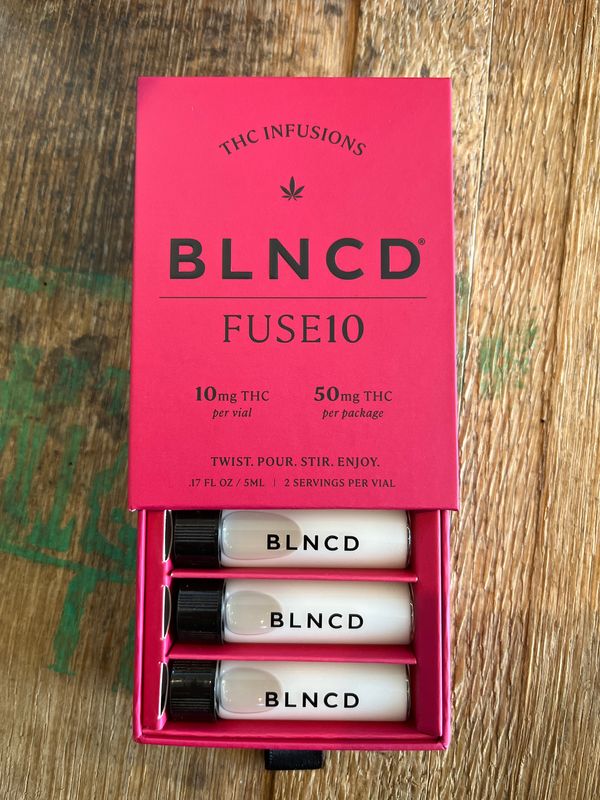 THC INFUSIONS
BLNCD®
FUSE10
10mg THC 50mg THC
per vial per package
TWIST. POUR. STIR. ENJOY.
.17 FL OZ / 5ML | 2 SERVINGS PER VIAL
BLNCD
BLNCD
BLNCD